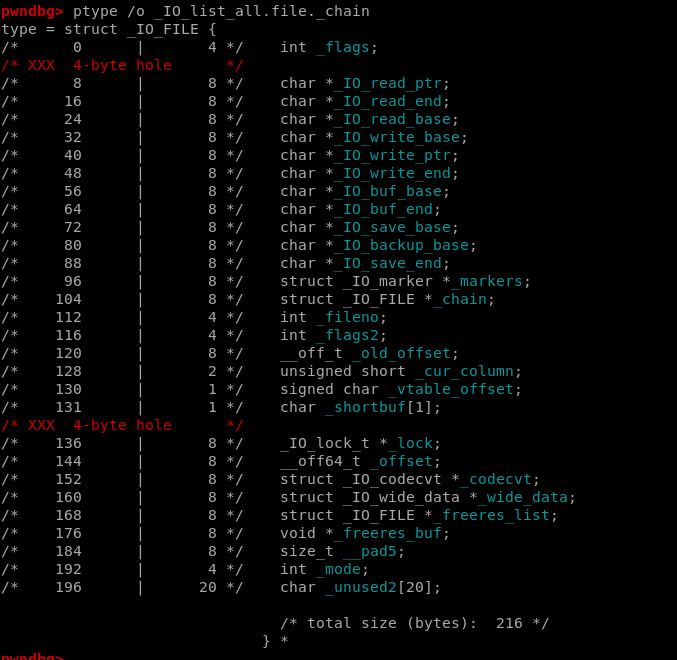 pwndbg> ptype /o _IO_list_all.file._chain
type = struct _IO_FILE {
/*      0      |       4 */    int _flags;
/* XXX  4-byte hole      */
/*      8      |       8 */    char *_IO_read_ptr;
/*     16      |       8 */    char *_IO_read_end;
/*     24      |       8 */    char *_IO_read_base;
/*     32      |       8 */    char *_IO_write_base;
/*     40      |       8 */    char *_IO_write_ptr;
/*     48      |       8 */    char *_IO_write_end;
/*     56      |       8 */    char *_IO_buf_base;
/*     64      |       8 */    char *_IO_buf_end;
/*     72      |       8 */    char *_IO_save_base;
/*     80      |       8 */    char *_IO_backup_base;
/*     88      |       8 */    char *_IO_save_end;
/*     96      |       8 */    struct _IO_marker *_markers;
/*    104      |       8 */    struct _IO_FILE *_chain;
/*    112      |       4 */    int _fileno;
/*    116      |       4 */    int _flags2;
/*    120      |       8 */    __off_t _old_offset;
/*    128      |       2 */    unsigned short _cur_column;
/*    130      |       1 */    signed char _vtable_offset;
/*    131      |       1 */    char _shortbuf[1];
/* XXX  4-byte hole      */
/*    136      |       8 */    _IO_lock_t *_lock;
/*    144      |       8 */    __off64_t _offset;
/*    152      |       8 */    struct _IO_codecvt *_codecvt;
/*    160      |       8 */    struct _IO_wide_data *_wide_data;
/*    168      |       8 */    struct _IO_FILE *_freeres_list;
/*    176      |       8 */    void *_freeres_buf;
/*    184      |       8 */    size_t __pad5;
/*    192      |       4 */    int _mode;
/*    196      |      20 */    char _unused2[20];
                               /* total size (bytes):  216 */
                             } *
pwndbg>